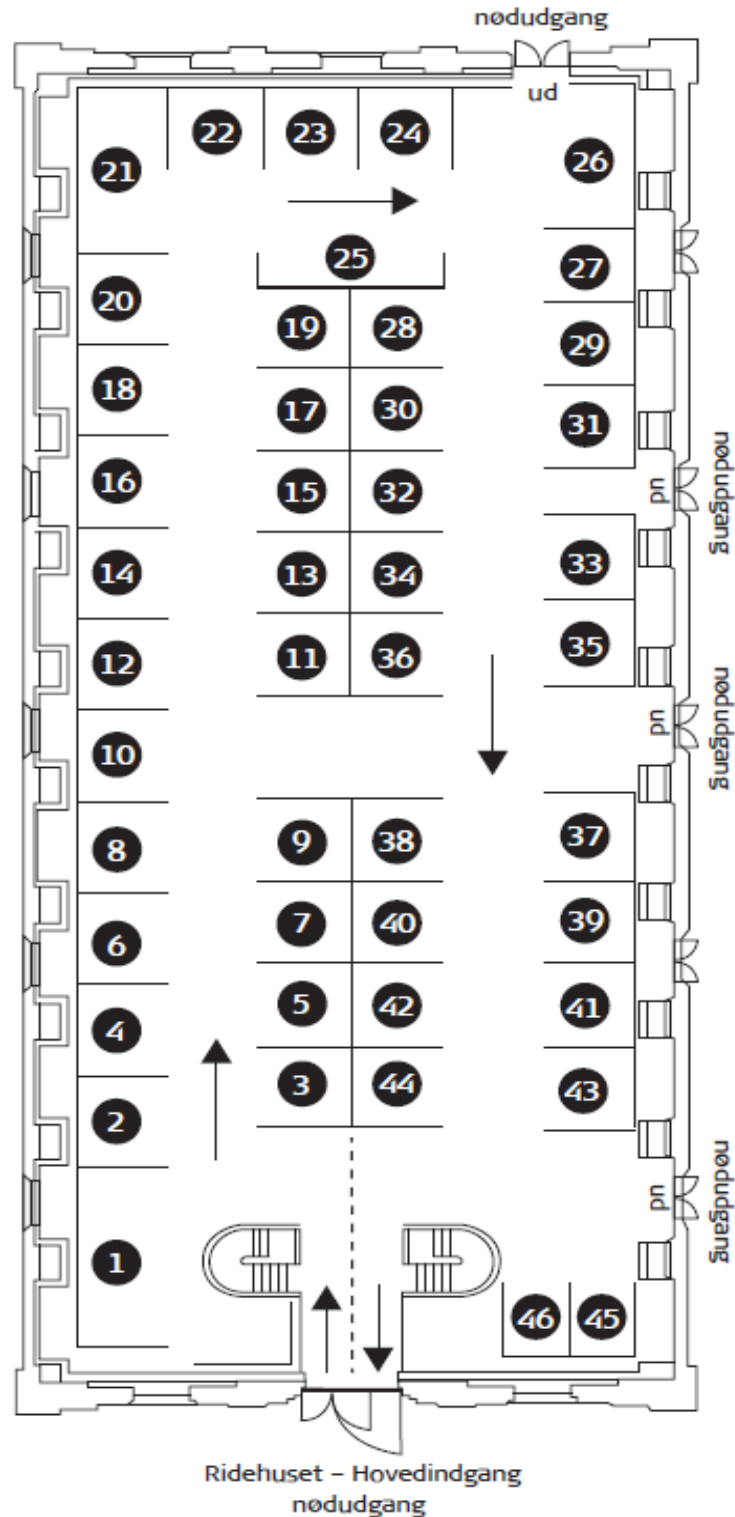 nødudgang
ud
22 23 24
21 26
25
27
20 19 28
29
18 17 30
31
nødudgang
ud
16 15 32
14 13 34 33
12 11 36 35
nødudgang
ud
10
8 9 38 37
6 7 40 39
4 5 42 41
2 3 44 43
nødudgang
ud
1
46 45
Ridehuset – Hovedindgang
nødudgang